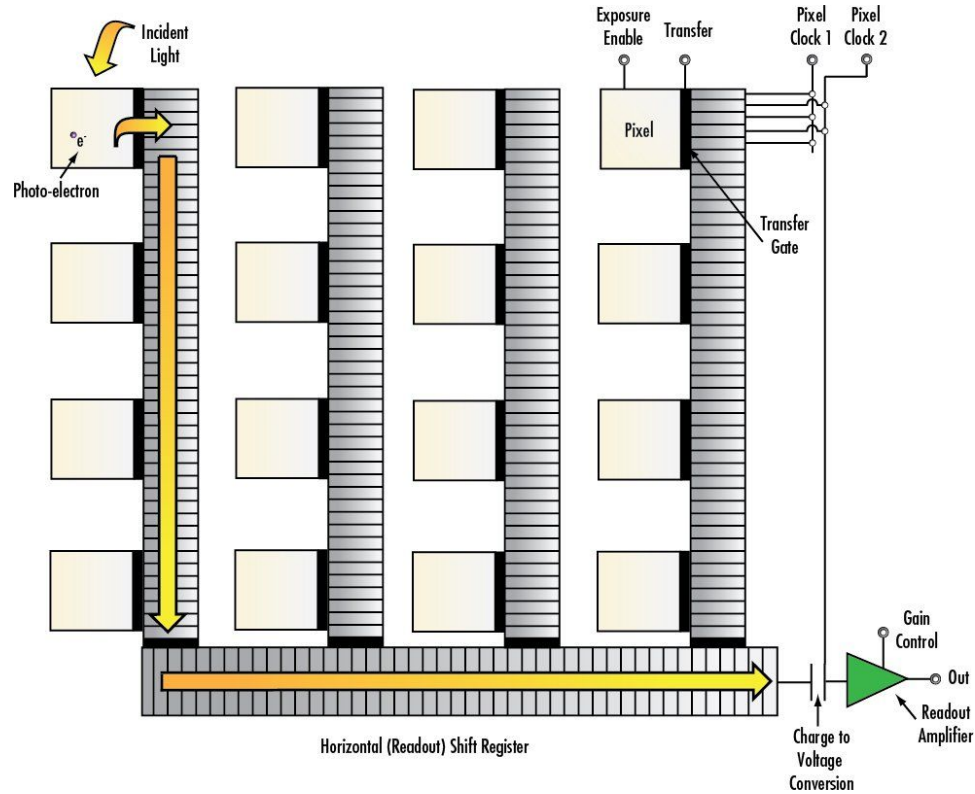 Incident
Light
Exposure
Enable
Transfer
Pixel
Clock 1
Pixel
Clock 2
e-
Photo-electron
Pixel
Transfer
Gate
Gain
Control
Out
Readout
Amplifier
Charge to
Voltage
Conversion
Horizontal (Readout) Shift Register